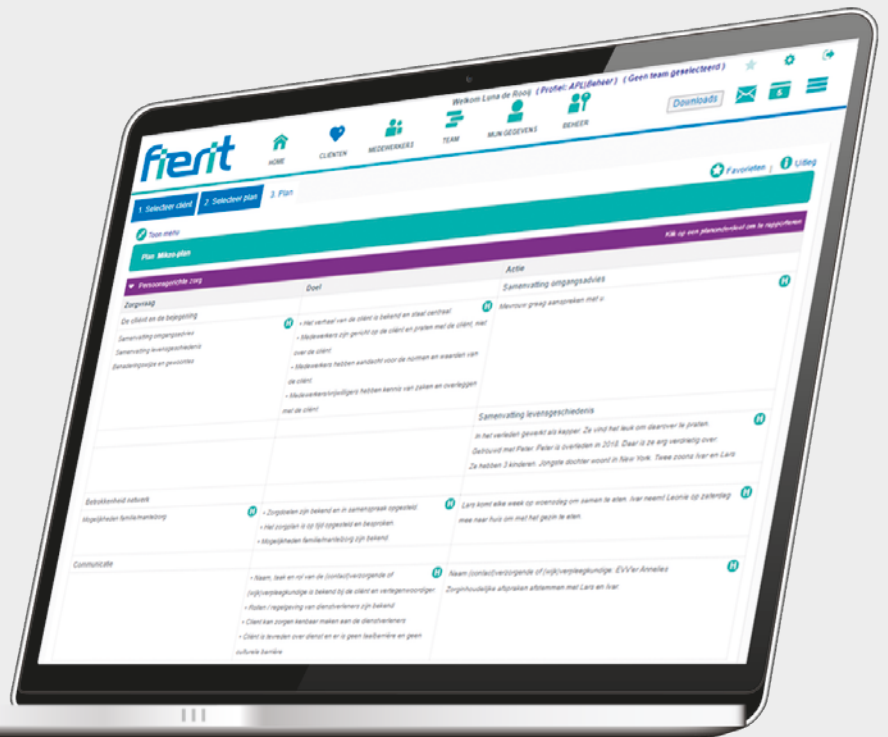 Welkom Luna de Rooij (Profiel: APL|Beheer) (Geen team geselecteerd)
fierit
HOME
CLIËNTEN
MEDEWERKERS
TEAM
MIJN GEGEVENS
BEHEER
Downloads
1. Selecteer cliënt
2. Selecteer plan
3. Plan
Favorieten | Uitleg
Toon menu
Plan Mikzo-plan
Persoonsgerichte zorg
Klik op een planonderdeel om te rapporteren
Zorgvraag
Doel
Actie
De cliënt en de bejegening
Samenvatting omgangsadvies
Samenvatting levensgeschiedenis
Benaderingswijze en gewoontes
H
• Het verhaal van de cliënt is bekend en staat centraal
• Medewerkers zijn gericht op de cliënt en praten met de cliënt, niet
over de cliënt.
• Medewerkers hebben aandacht voor de normen en waarden van
de cliënt.
• Medewerkers/vrijwilligers hebben kennis van zaken en overleggen
met de cliënt
H
Samenvatting omgangsadvies
Mevrouw graag aanspreken met u
H
Samenvatting levensgeschiedenis
In het verleden gewerkt als kapper. Ze vind het leuk om daarover te praten.
Getrouwd met Peter. Peter is overleden in 2018. Daar is ze erg verdrietig over.
Ze hebben 3 kinderen. Jongste dochter woont in New York. Twee zoons Ivar en Lars
H
Betrokkenheid netwerk
Mogelijkheden familie/mantelzorg
H
• Zorgdoelen zijn bekend en in samenspraak opgesteld.
• Het zorgplan is op tijd opgesteld en besproken.
• Mogelijkheden familie/mantelzorg zijn bekend
H
Lars komt elke week op woensdag om samen te eten. Ivar neemt Leonie op zaterdag
mee naar huis om met het gezin te eten.
H
Communicatie
• Naam, taak en rol van de (contact)verzorgende of
(wijk)verpleegkundige is bekend bij de cliënt en vertegenwoordiger
• Rollen / regelgeving van dienstverleners zijn bekend
• Cliënt kan zorgen kenbaar maken aan de dienstverleners
• Cliënt is tevreden over dienst en er is geen taalbarrière en geen
culturele barrière
H
Naam (contact)verzorgende of (wijk)verpleegkundige: EVV'er Annelies
Zorginhoudelijke afspraken afstemmen met Lars en Ivar.
H